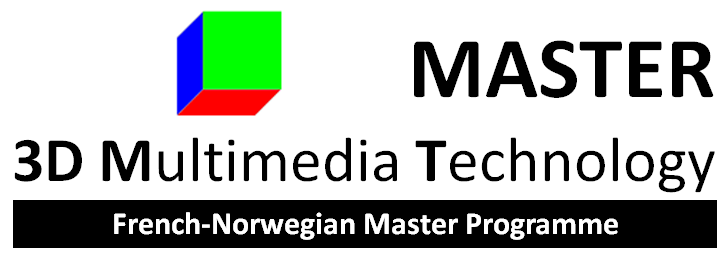 MASTER
3D Multimedia Technology
French-Norwegian Master Programme